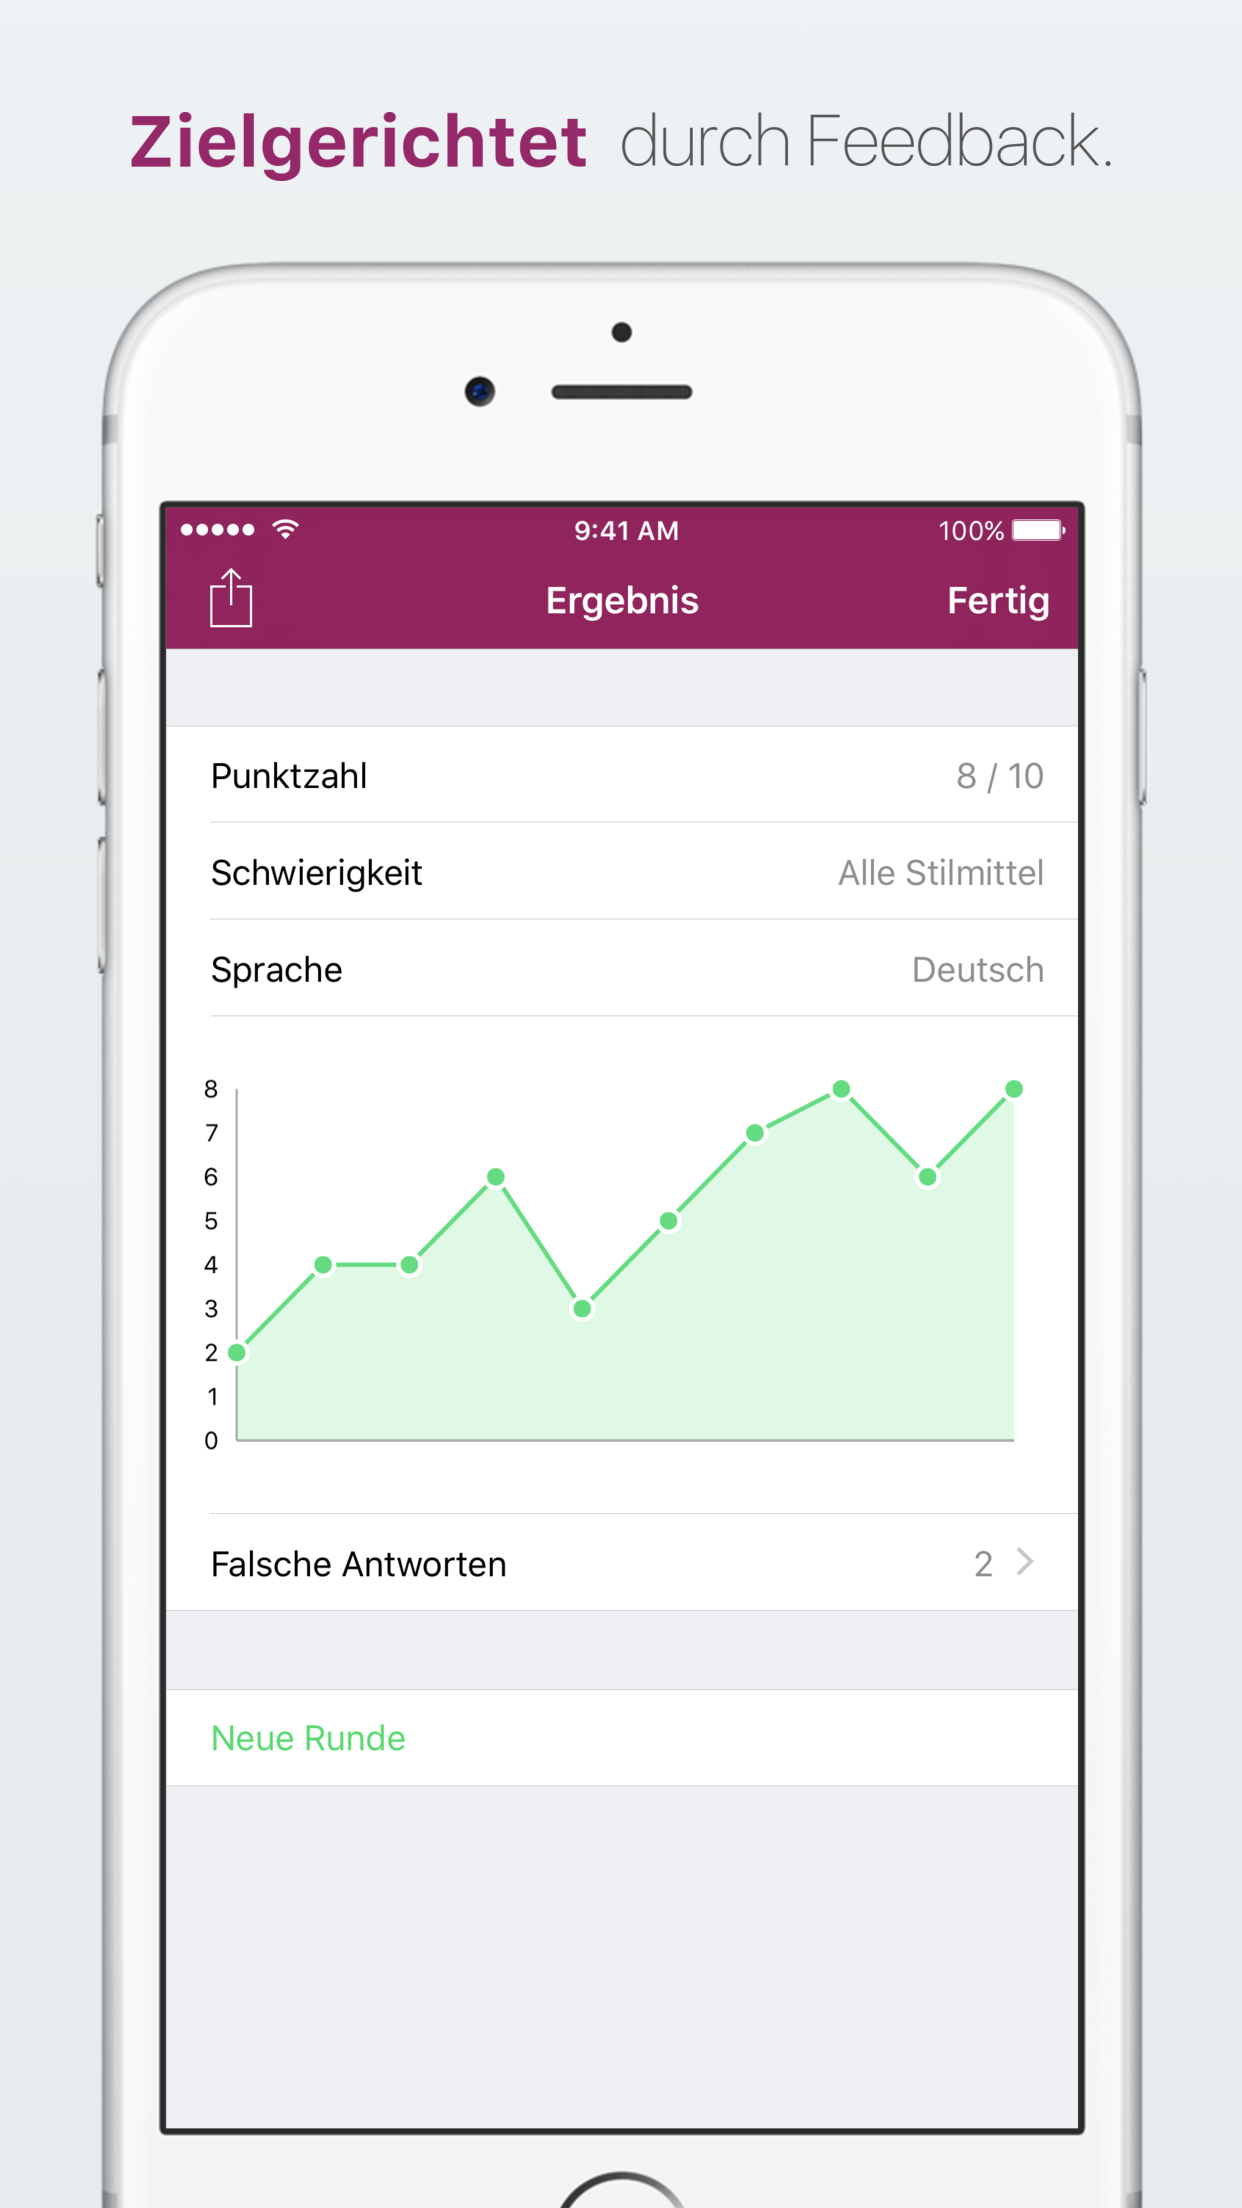 Zielgerichtet durch Feedback.
9:41 AM 100%
Ergebnis Fertig
Punktzahl 8 / 10
Schwierigkeit Alle Stilmittel
Sprache Deutsch
8
7
6
5
4
3
2
1
0
Falsche Antworten 2
Neue Runde